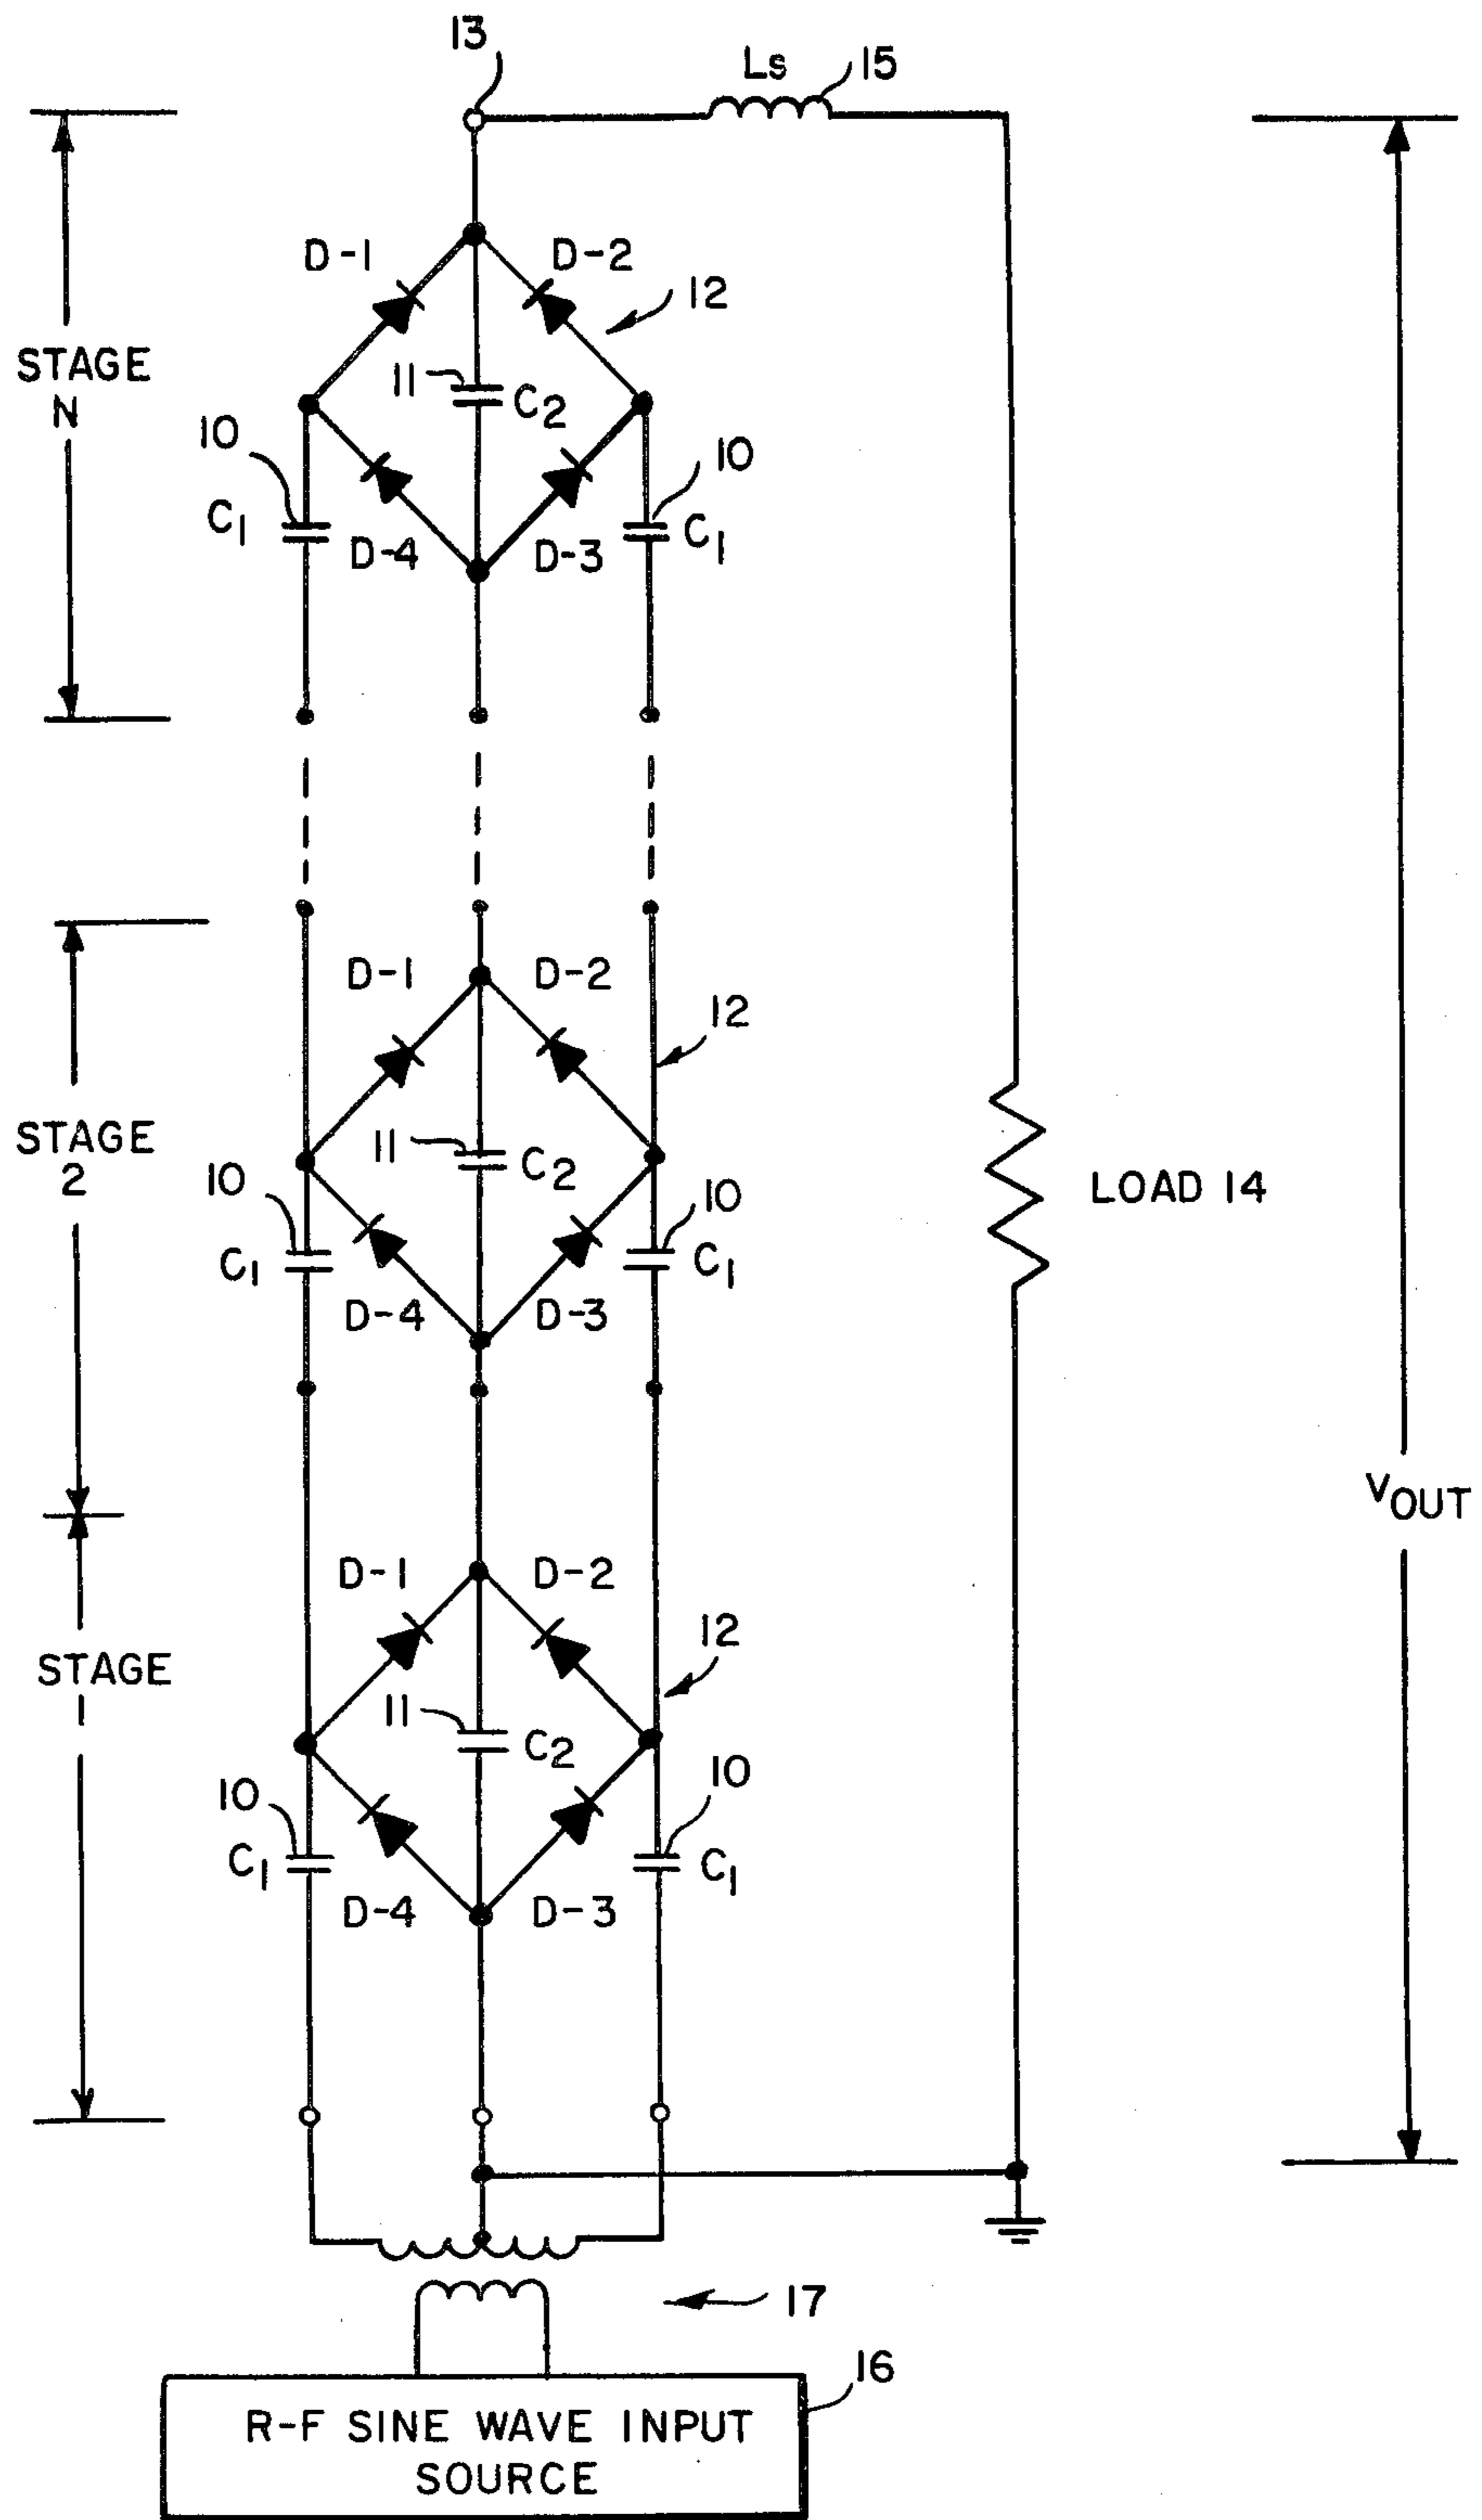 13
Ls 15
D-1 D-2
12
STAGE
N
11 C2
10 10
C1 C1
D-4 D-3
D-1 D-2
12
STAGE
2
11 C2
10 10
C1 C1
LOAD 14
D-4 D-3
VOUT
D-1 D-2
12
STAGE
1
11 C2
10 10
C1 C1
D-4 D-3
17
16
R-F SINE WAVE INPUT
SOURCE